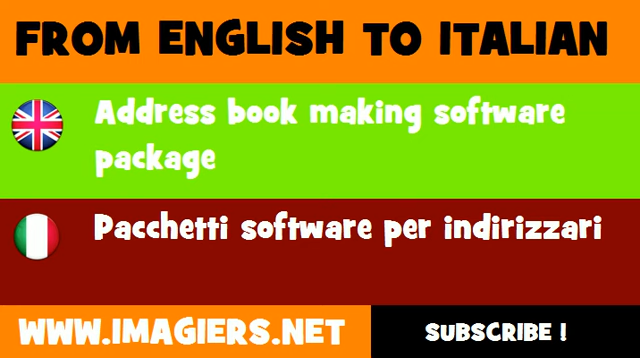 FROM ENGLISH TO ITALIAN
Address book making software
package
Pacchetti software per indirizzari
WWW.IMAGIERS.NET
SUBSCRIBE !